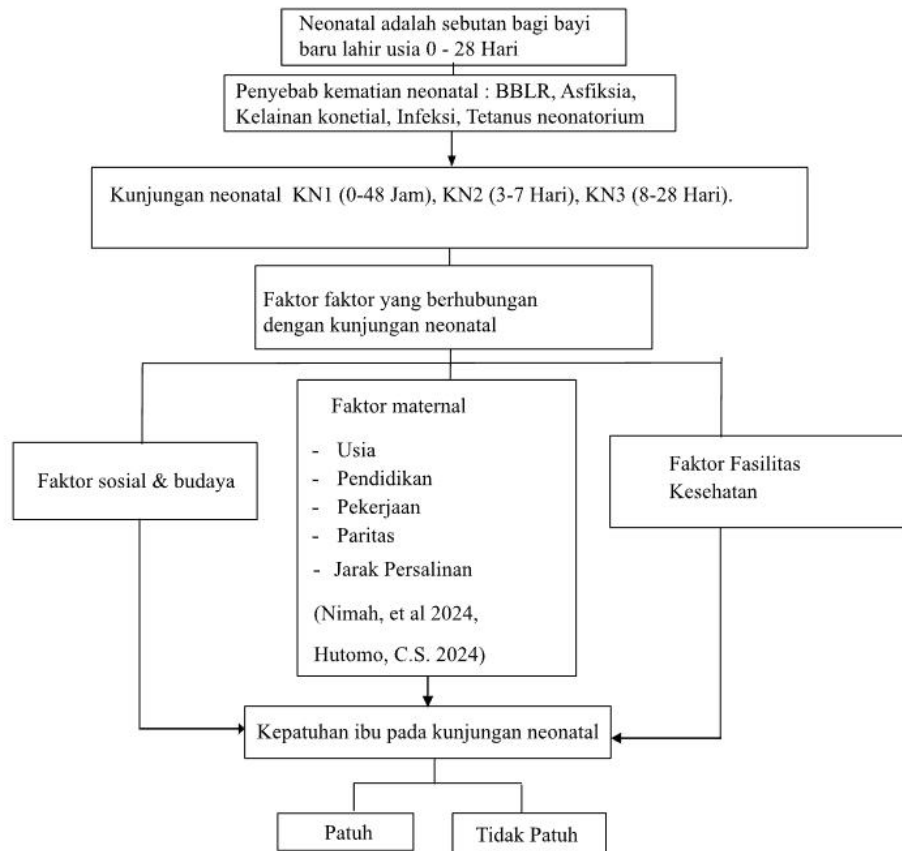 Neonatal adalah sebutan bagi bayi
baru lahir usia 0 - 28 Hari
Penyebab kematian neonatal : BBLR, Asfiksia,
Kelainan konetial, Infeksi, Tetanus neonatorium
Kunjungan neonatal KN1 (0-48 Jam), KN2 (3-7 Hari), KN3 (8-28 Hari).
Faktor faktor yang berhubungan
dengan kunjungan neonatal
Faktor sosial & budaya
Faktor maternal
- Usia
- Pendidikan
- Pekerjaan
- Paritas
- Jarak Persalinan
(Nimah, et al 2024,
Hutomo, C.S. 2024)
Faktor Fasilitas
Kesehatan
Kepatuhan ibu pada kunjungan neonatal
Patuh
Tidak Patuh